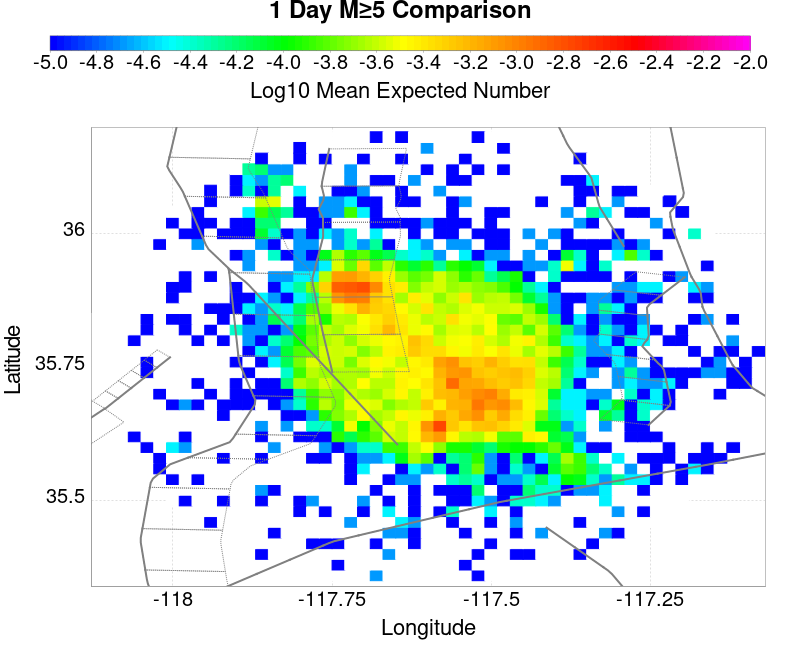 1 Day M≥5 Comparison
-5.0 -4.8 -4.6 -4.4 -4.2 -4.0 -3.8 -3.6 -3.4 -3.2 -3.0 -2.8 -2.6 -2.4 -2.2 -2.0
Log10 Mean Expected Number
36
35.75
35.5
Latitude
-118 -117.75 -117.5 -117.25
Longitude